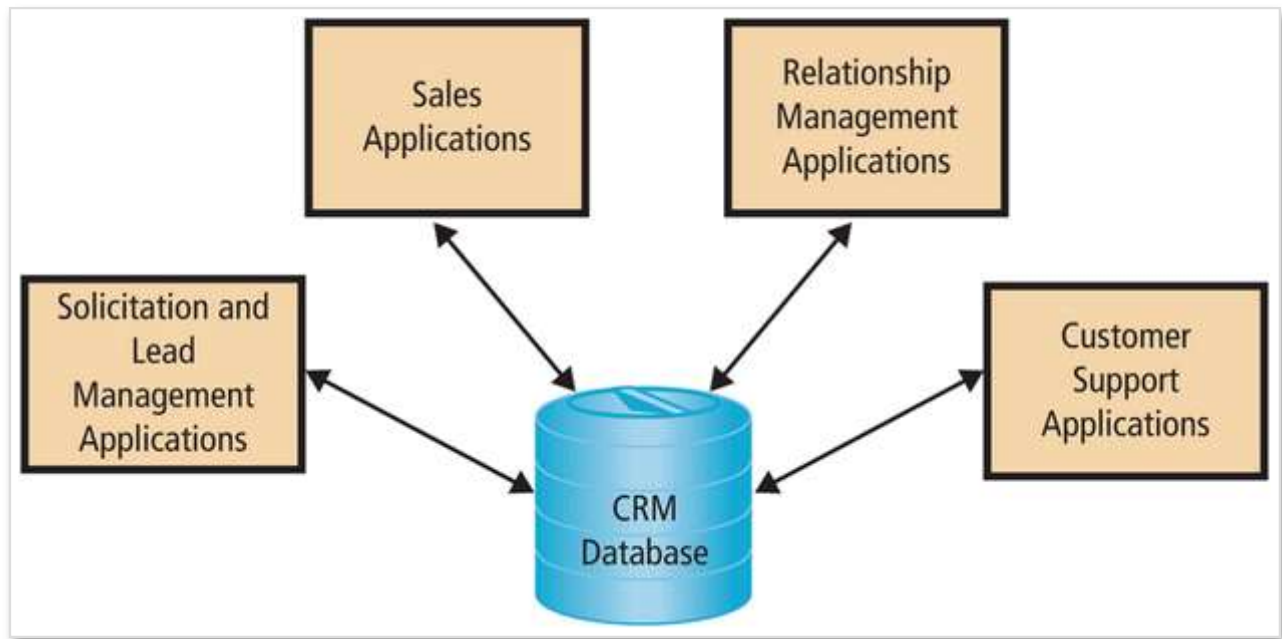 Sales
Applications
Relationship
Management
Applications
Solicitation and
Lead
Management
Applications
Customer
Support
Applications
CRM
Database